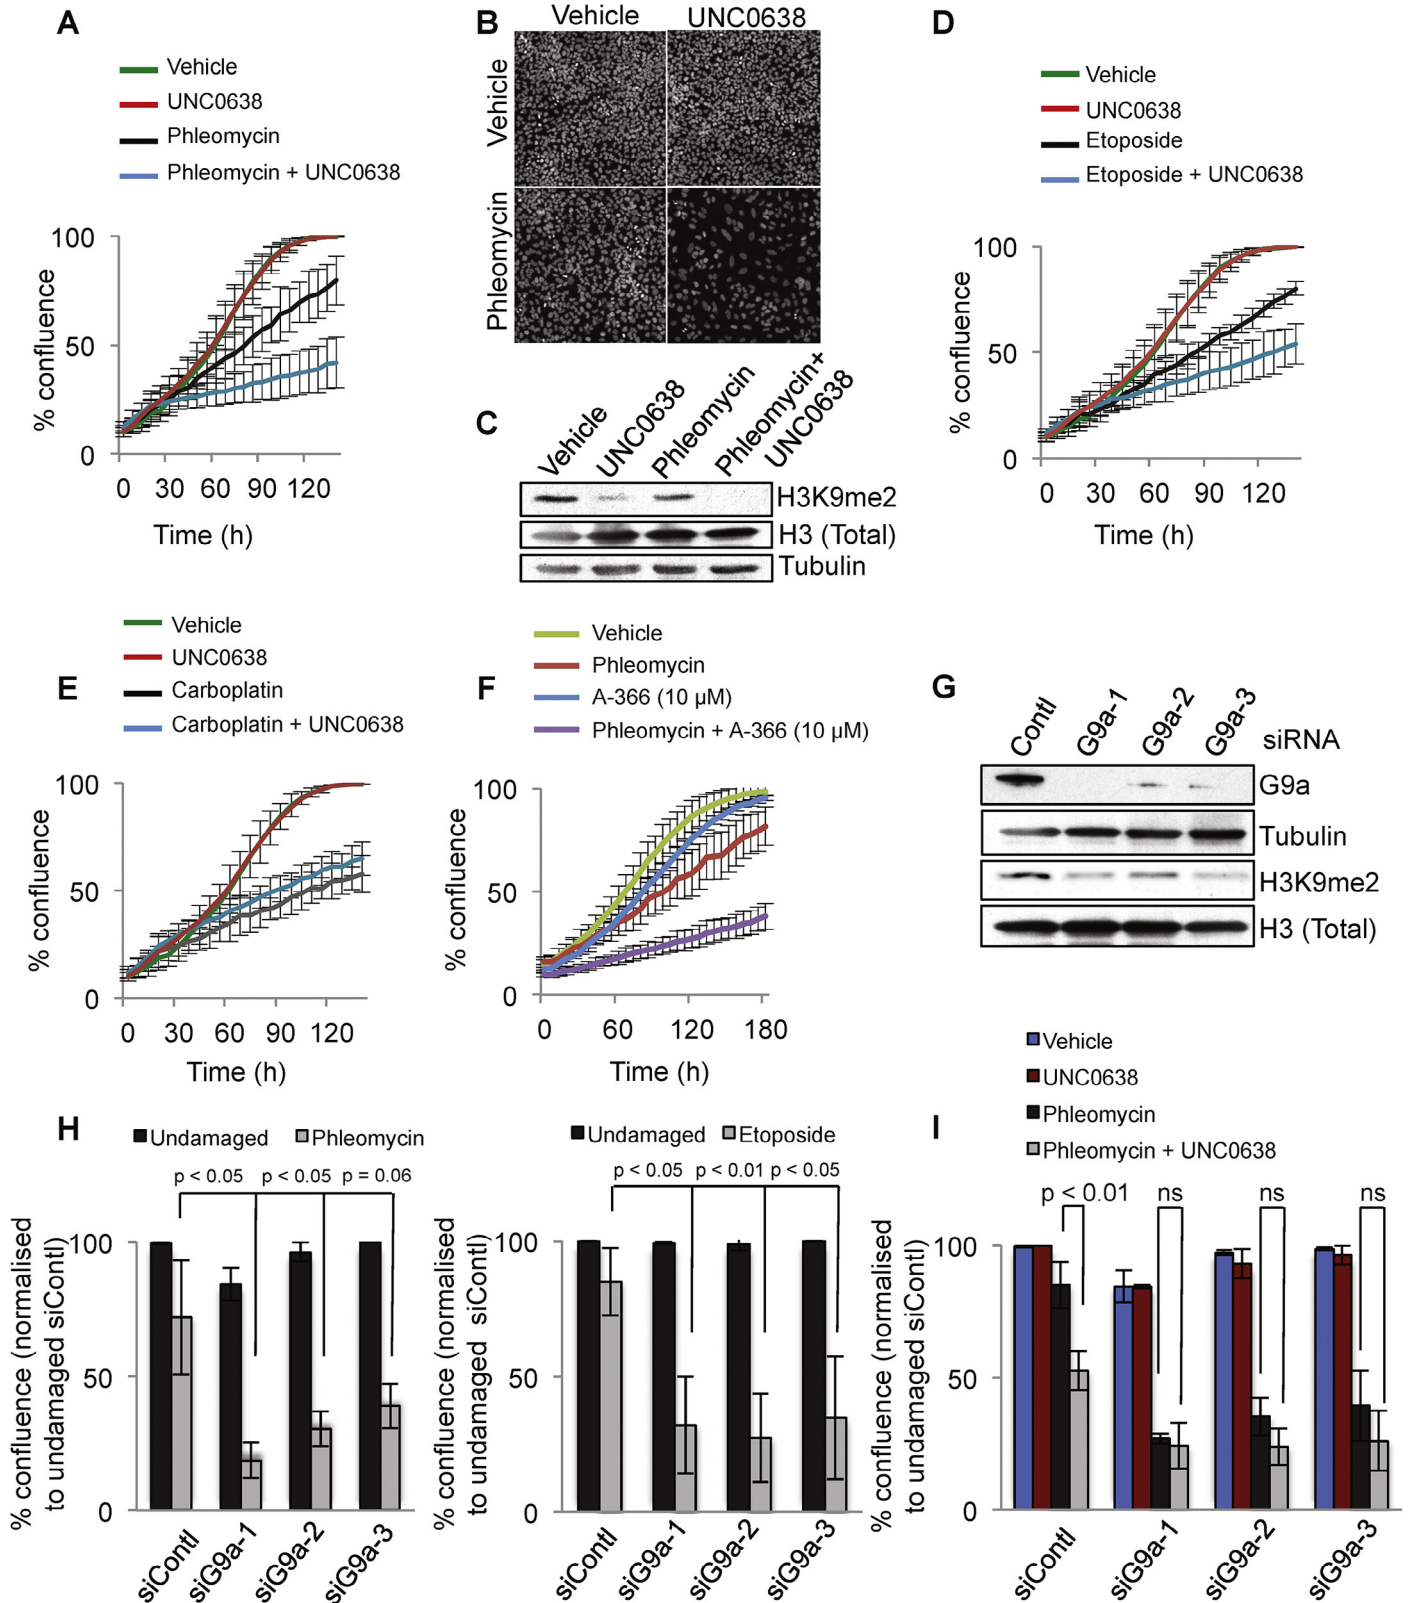 A
Vehicle
UNC0638
Phleomycin
Phleomycin + UNC0638
100
50
0
% confluence
0 30 60 90 120
Time (h)
B
Vehicle UNC0638
Vehicle
Phleomycin
C
Vehicle
UNC0638
Phleomycin
Phleomycin+
UNC0638
H3K9me2
H3 (Total)
Tubulin
D
Vehicle
UNC0638
Etoposide
Etoposide + UNC0638
100
50
0
% confluence
0 30 60 90 120
Time (h)
E
Vehicle
UNC0638
Carboplatin
Carboplatin + UNC0638
100
50
0
% confluence
0 30 60 90 120
Time (h)
F
Vehicle
Phleomycin
A-366 (10 µM)
Phleomycin + A-366 (10 µM)
100
50
0
% confluence
0 60 120 180
Time (h)
G
Contl
G9a-1
G9a-2
G9a-3
siRNA
G9a
Tubulin
H3K9me2
H3 (Total)
H
Undamaged Phleomycin
p < 0.05 p < 0.05 p = 0.06
100
50
0
% confluence (normalised
to undamaged siContl)
siContl
siG9a-1
siG9a-2
siG9a-3
Undamaged Etoposide
p < 0.05 p < 0.01 p < 0.05
100
50
0
% confluence (normalised
to undamaged siContl)
siContl
siG9a-1
siG9a-2
siG9a-3
I
Vehicle
UNC0638
Phleomycin
Phleomycin + UNC0638
p < 0.01 ns ns ns
100
50
0
% confluence (normalised
to undamaged siContl)
siContl
siG9a-1
siG9a-2
siG9a-3